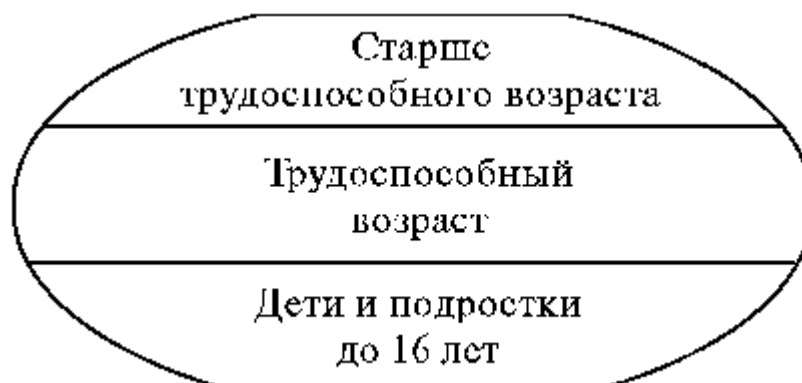 Старше
трудоспособного возраста
Трудоспособный
возраст
Дети и подростки
до 16 лет